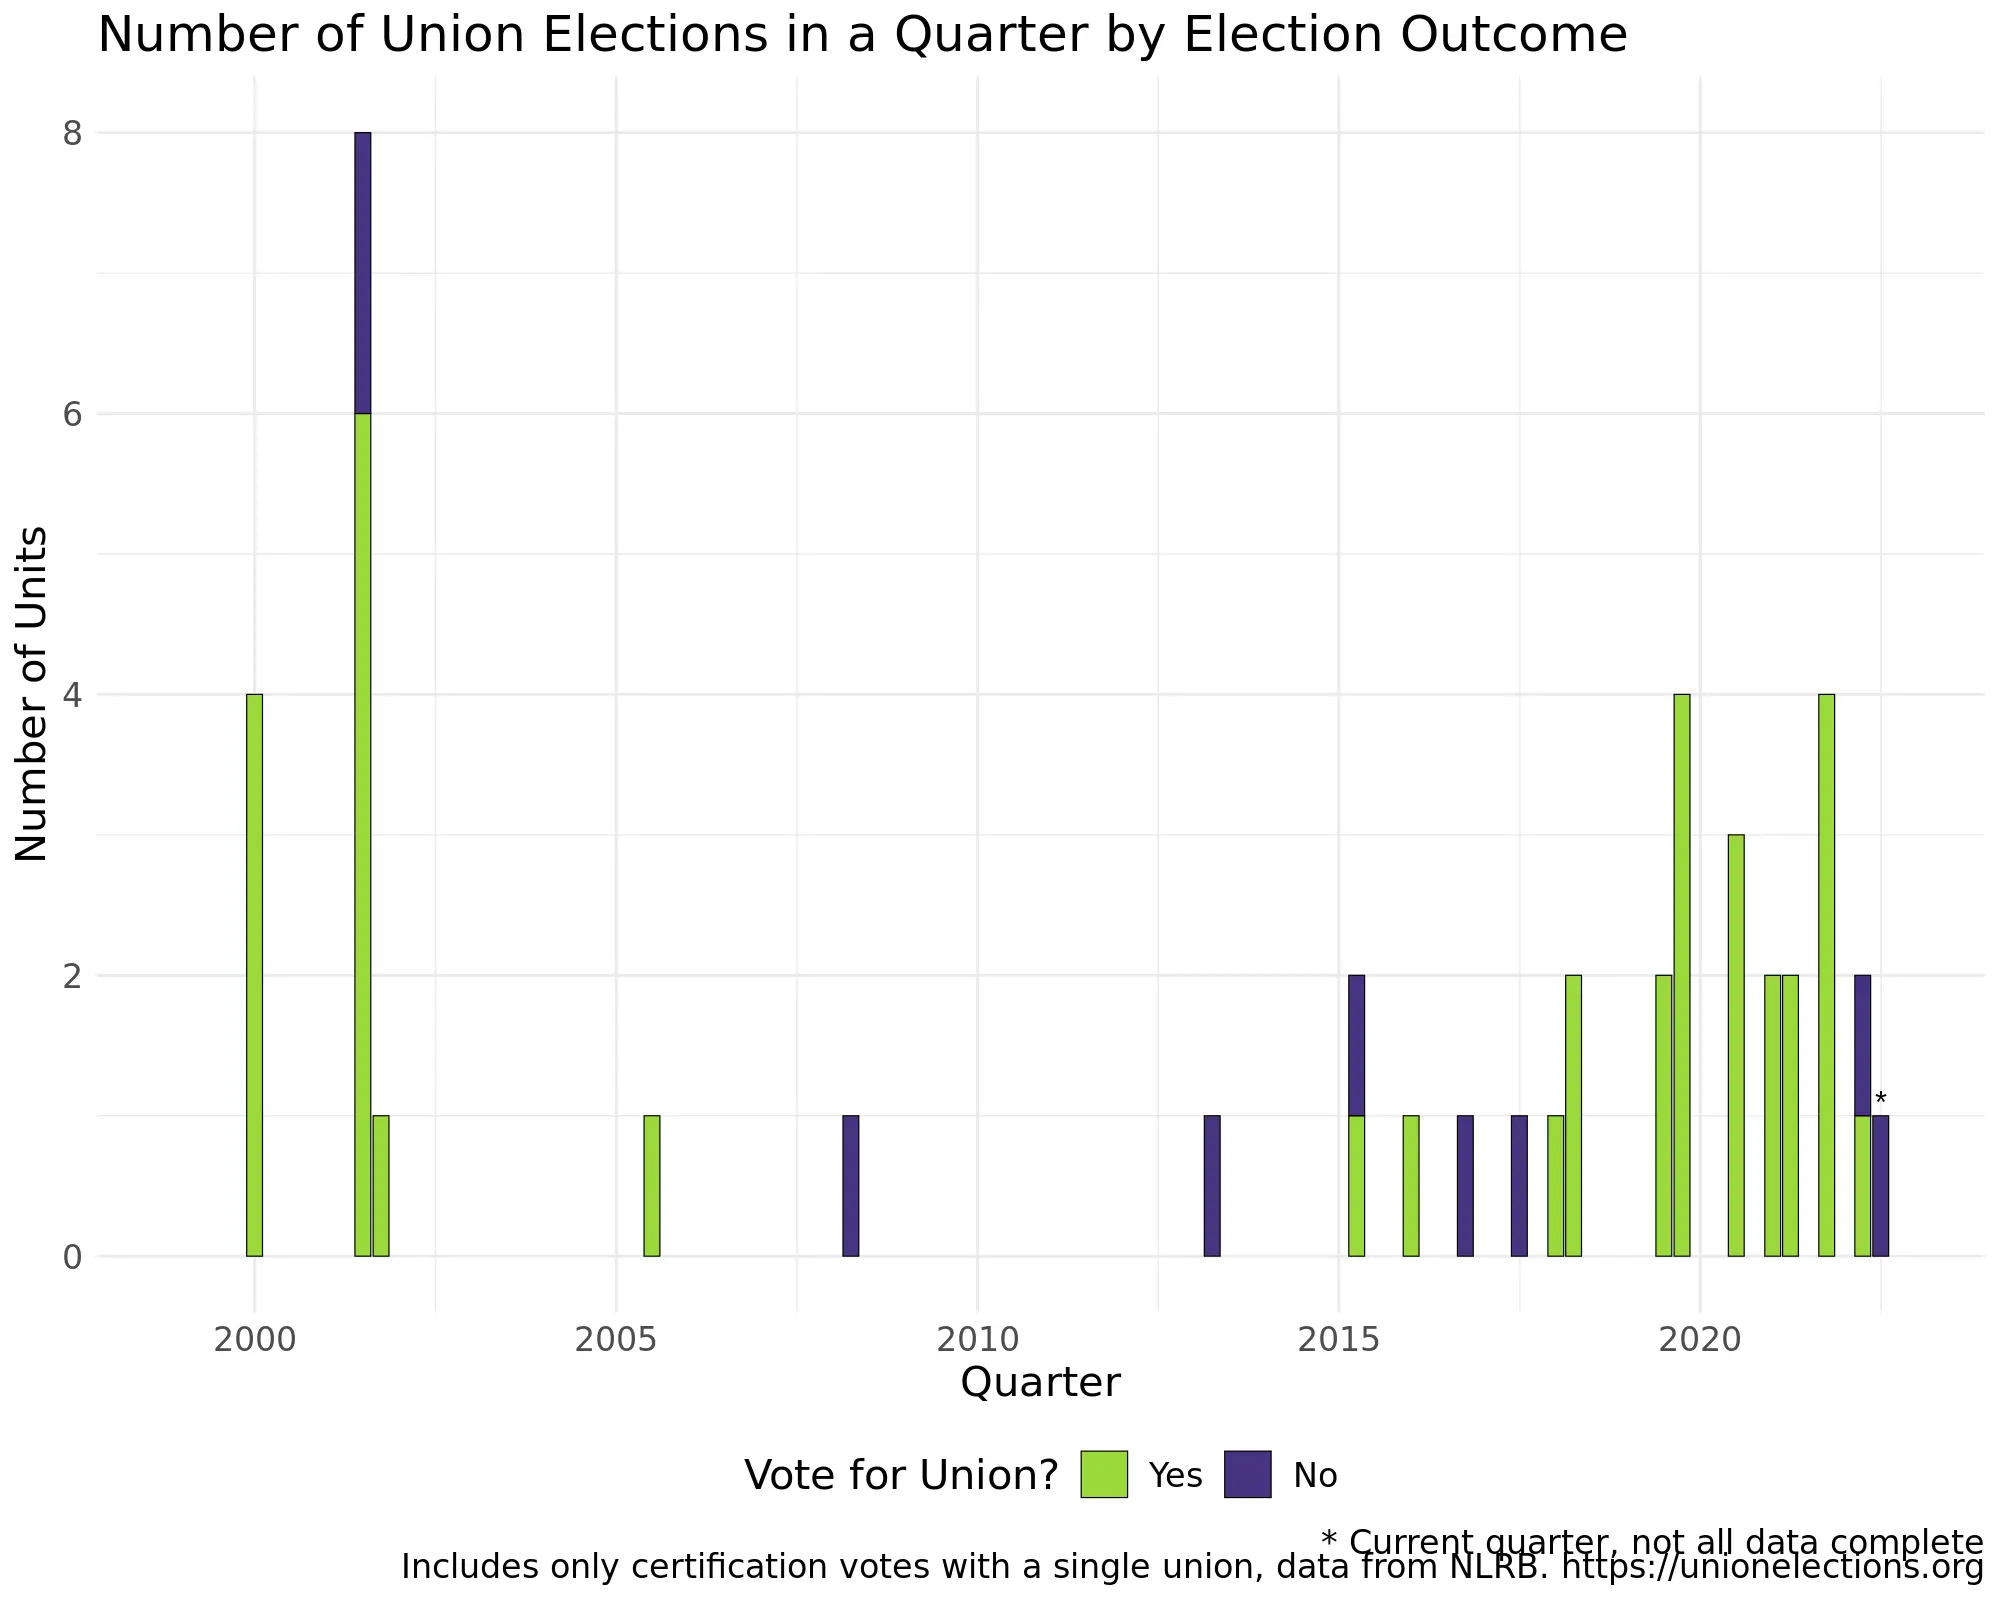 Number of Union Elections in a Quarter by Election Outcome
Number of Units
8
6
4
2
0
*
2000 2005 2010 2015 2020
Quarter
Vote for Union? Yes No
* Current quarter, not all data complete
Includes only certification votes with a single union, data from NLRB. https://unionelections.org